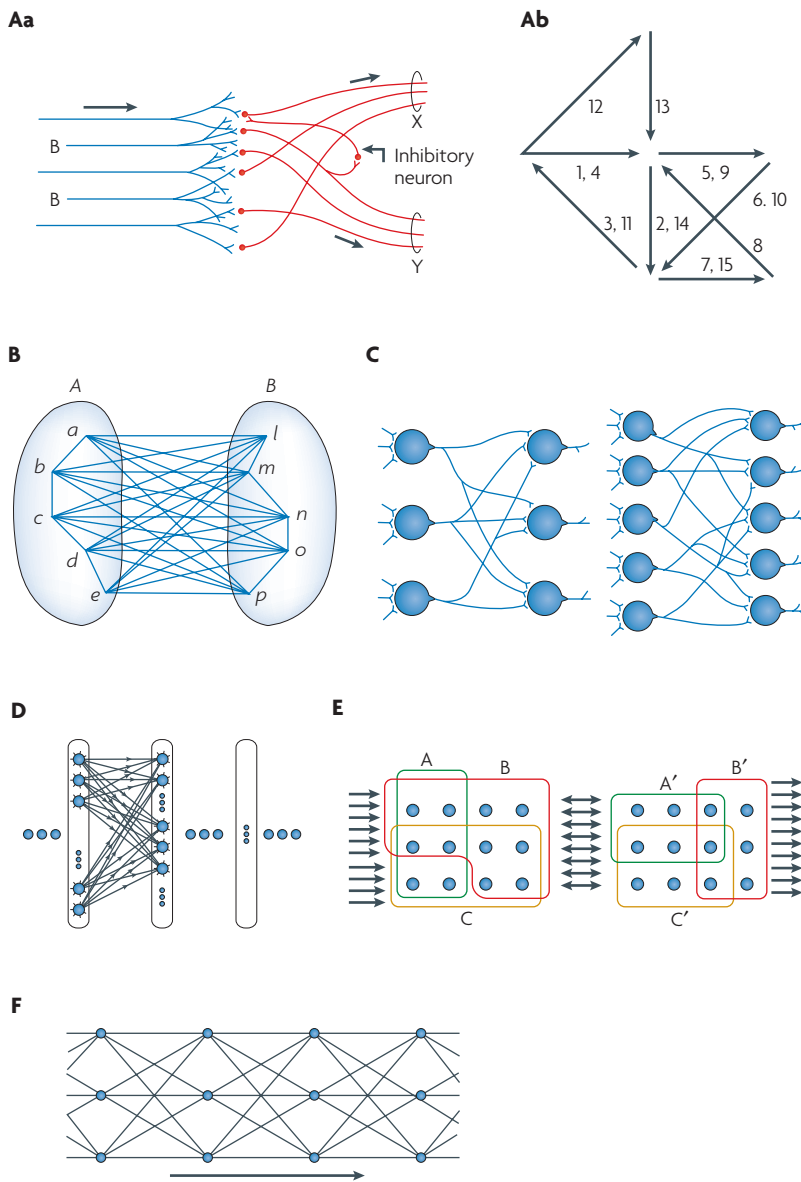 Aa
Ab
B
B
X
Y
Inhibitory
neuron
12
13
1, 4
5, 9
3, 11
2, 14
6. 10
8
7, 15
B
A
B
a
b
c
d
e
l
m
n
o
p
C
D
E
A
B
C
A′
B′
C′
F